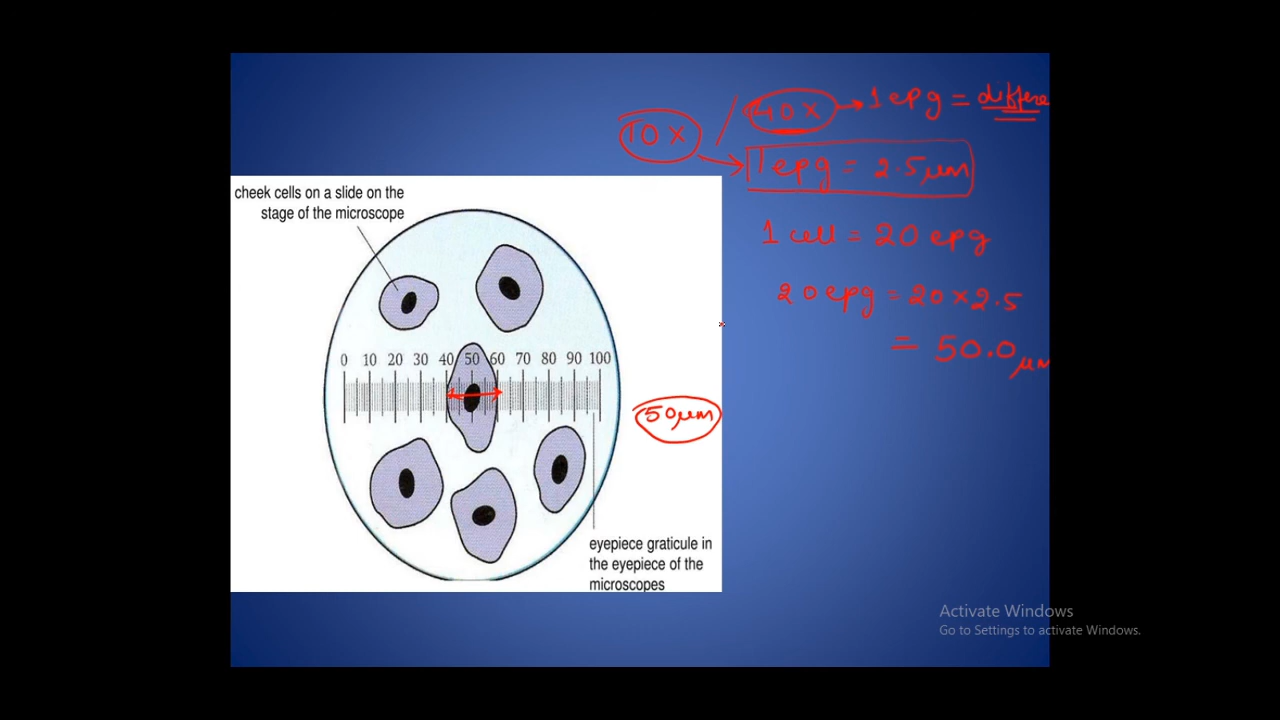 40X → 1 epg = differe
10X
1 epg = 2.5 μm
cheek cells on a slide on the
stage of the microscope
1 cell = 20 epg
20 epg = 20 × 2.5
= 50.0 μm
0 10 20 30 40 50 60 70 80 90 100
50 μm
eyepiece graticule in
the eyepiece of the
microscopes
Activate Windows
Go to Settings to activate Windows.